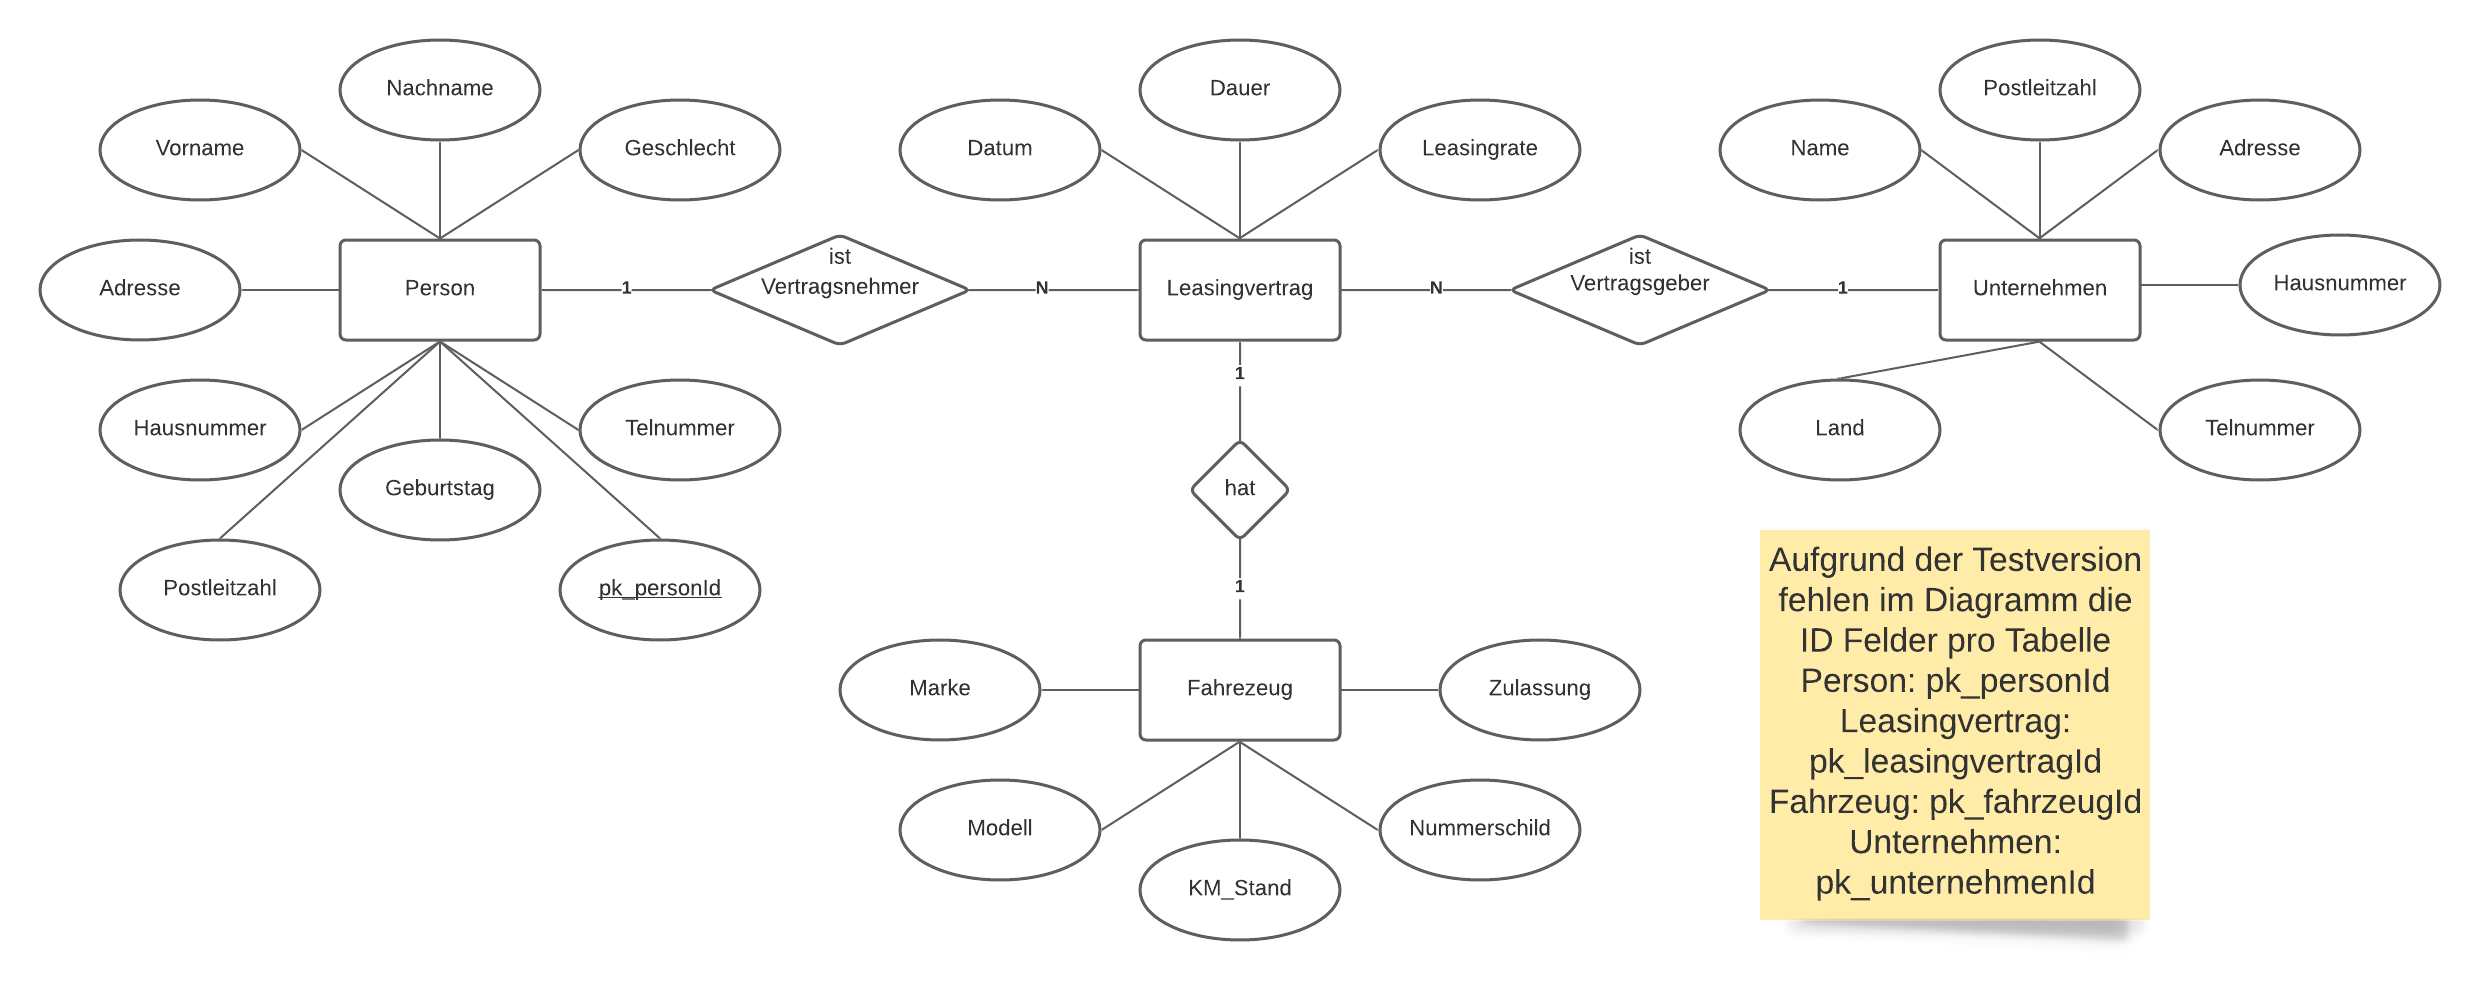 Nachname
Dauer
Postleitzahl
Vorname
Geschlecht
Datum
Leasingrate
Name
Adresse
Adresse
Person
1
ist
Vertragsnehmer
N
Leasingvertrag
N
ist
Vertragsgeber
1
Unternehmen
Hausnummer
1
Hausnummer
Telnummer
Land
Telnummer
Geburtstag
hat
Postleitzahl
pk_personId
1
Marke
Fahrezeug
Zulassung
Modell
Nummerschild
KM_Stand
Aufgrund der Testversion
fehlen im Diagramm die
ID Felder pro Tabelle
Person: pk_personId
Leasingvertrag:
pk_leasingvertragId
Fahrzeug: pk_fahrzeugId
Unternehmen:
pk_unternehmenId